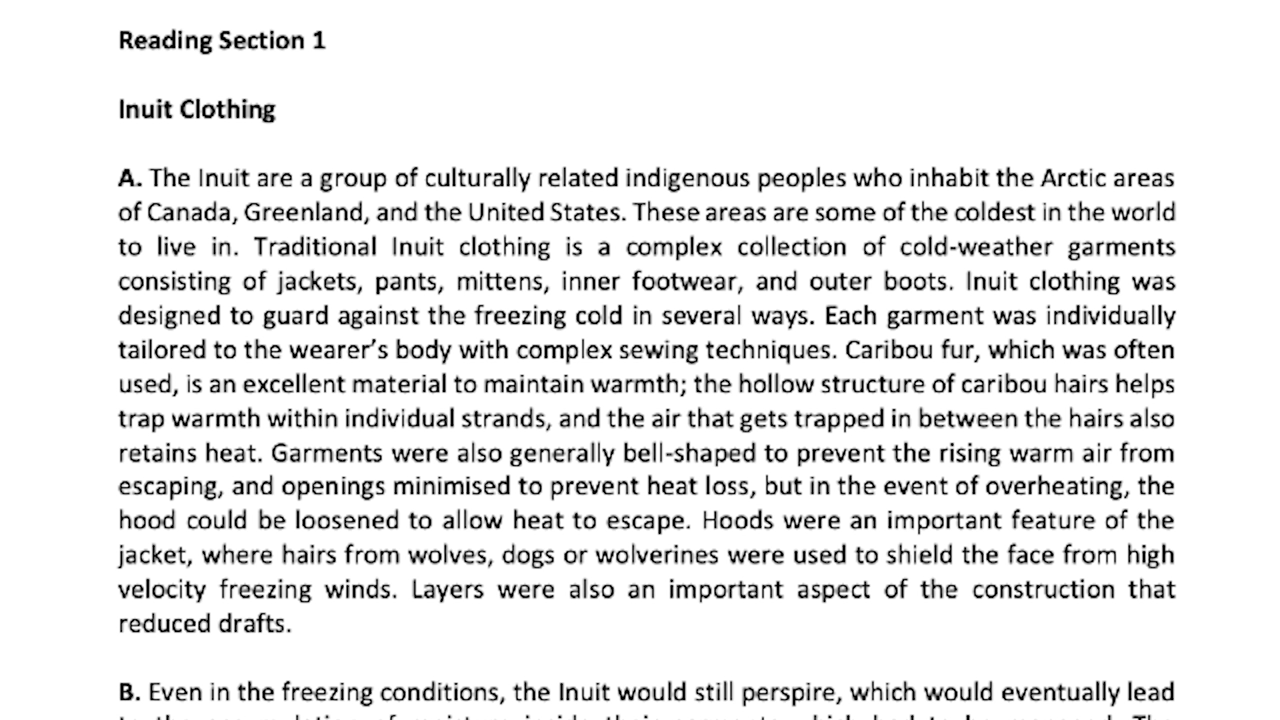 Reading Section 1
Inuit Clothing
A. The Inuit are a group of culturally related indigenous peoples who inhabit the Arctic areas
of Canada, Greenland, and the United States. These areas are some of the coldest in the world
to live in. Traditional Inuit clothing is a complex collection of cold-weather garments
consisting of jackets, pants, mittens, inner footwear, and outer boots. Inuit clothing was
designed to guard against the freezing cold in several ways. Each garment was individually
tailored to the wearer’s body with complex sewing techniques. Caribou fur, which was often
used, is an excellent material to maintain warmth; the hollow structure of caribou hairs helps
trap warmth within individual strands, and the air that gets trapped in between the hairs also
retains heat. Garments were also generally bell-shaped to prevent the rising warm air from
escaping, and openings minimised to prevent heat loss, but in the event of overheating, the
hood could be loosened to allow heat to escape. Hoods were an important feature of the
jacket, where hairs from wolves, dogs or wolverines were used to shield the face from high
velocity freezing winds. Layers were also an important aspect of the construction that
reduced drafts.
B. Even in the freezing conditions, the Inuit would still perspire, which would eventually lead